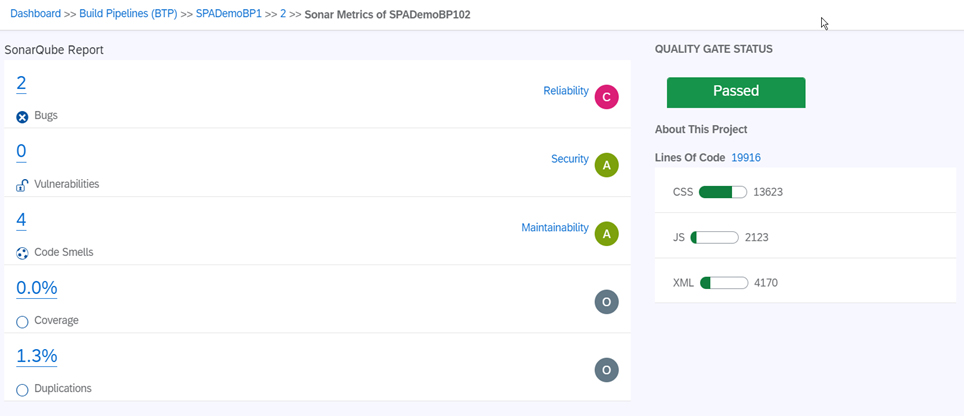 Dashboard >> Build Pipelines (BTP) >> SPADemoBP1 >> 2 >> Sonar Metrics of SPADemoBP102
SonarQube Report
2
Bugs
Reliability C
0
Vulnerabilities
Security A
4
Code Smells
Maintainability A
0.0%
Coverage
O
1.3%
Duplications
O
QUALITY GATE STATUS
Passed
About This Project
Lines Of Code 19916
CSS 13623
JS 2123
XML 4170